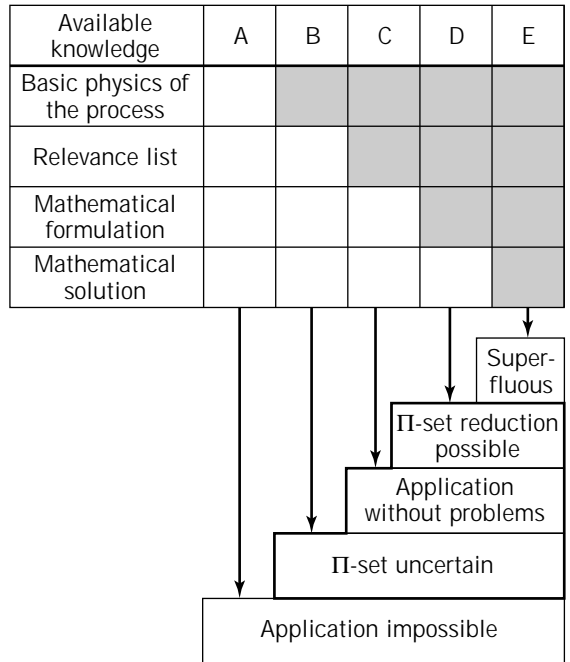 Available
knowledge
A B C D E
Basic physics of
the process
Relevance list
Mathematical
formulation
Mathematical
solution
Super-
fluous
Π-set reduction
possible
Application
without problems
Π-set uncertain
Application impossible